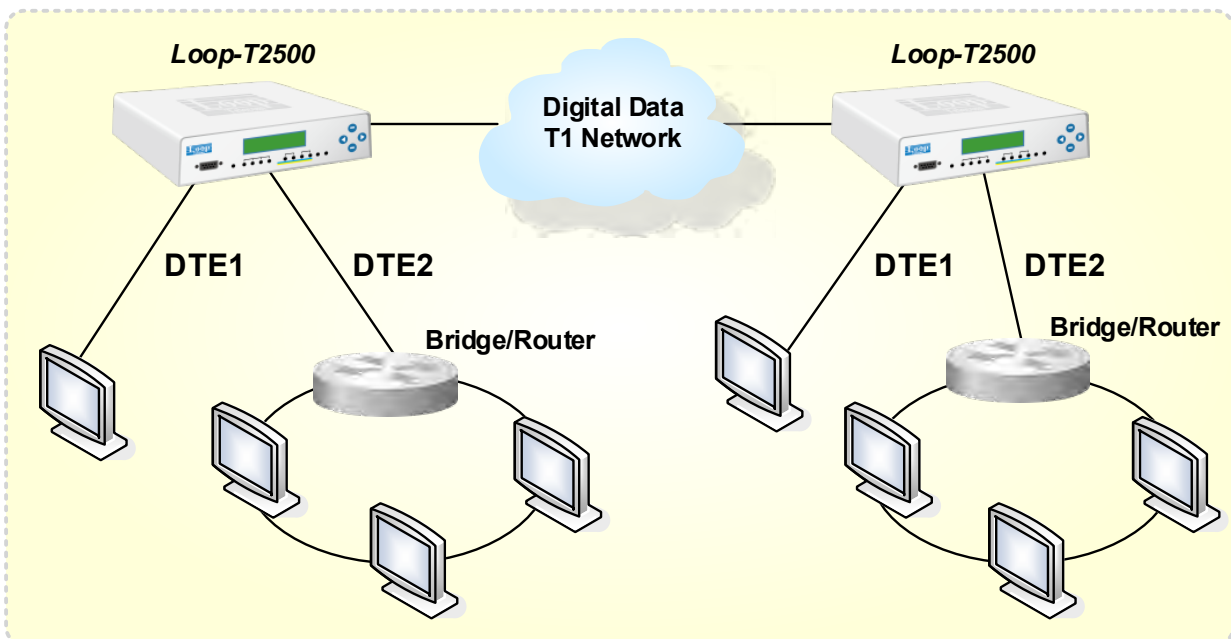 Loop-T2500
Loop-T2500
Digital Data
T1 Network
DTE1
DTE2
DTE1
DTE2
Bridge/Router
Bridge/Router